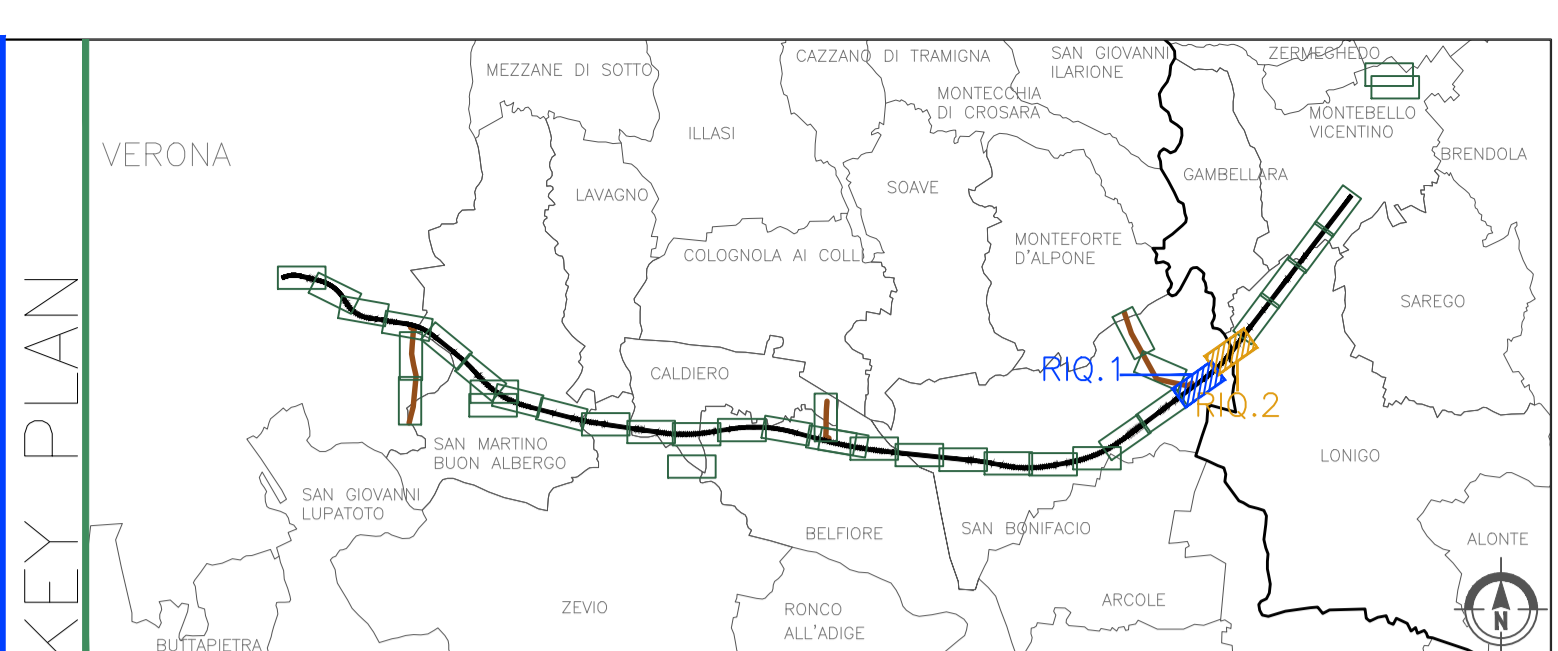 KEY PLAN
VERONA
MEZZANE DI SOTTO
CAZZANO DI TRAMIGNA
SAN GIOVANNI
ILARIONE
ZERMEGHEDO
MONTECCHIA
DI CROSARA
MONTEBELLO
VICENTINO
ILLASI
BRENDOLA
LAVAGNO
SOAVE
GAMBELLARA
COLOGNOLA AI COLLI
MONTEFORTE
D'ALPONE
SAREGO
CALDIERO
RIQ.1
RIQ.2
SAN MARTINO
BUON ALBERGO
LONIGO
SAN GIOVANNI
LUPATOTO
BELFIORE
SAN BONIFACIO
ALONTE
ZEVIO
RONCO
ALL'ADIGE
ARCOLE
N
BUTTAPIETRA